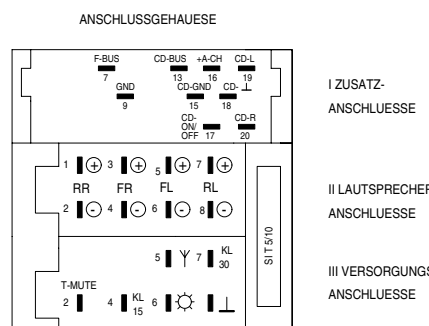 ANSCHLUSSGEHAUESE
F-BUS CD-BUS +A-CH CD-L
7 13 16 19
GND CD-GND CD-
9 15 18
CD-
ON/
OFF 17
CD-R
20
I ZUSATZ-
ANSCHLUESSE
1 + 3 + 5 + 7 +
RR FR FL RL
2 - 4 - 6 - 8 -
II LAUTSPRECHER
ANSCHLUESSE
SI T 5/10
5 7 KL
30
T-MUTE
2 4 KL
15 6
III VERSORGUNGS
ANSCHLUESSE